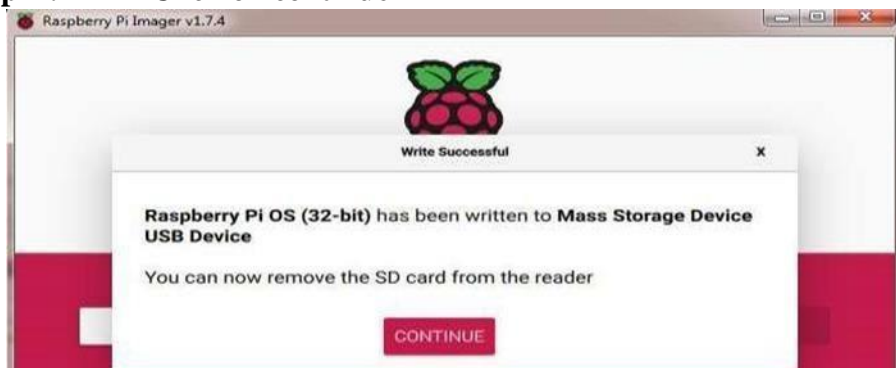 Raspberry Pi Imager v1.7.4
Write Successful
x
Raspberry Pi OS (32-bit) has been written to Mass Storage Device
USB Device
You can now remove the SD card from the reader
CONTINUE